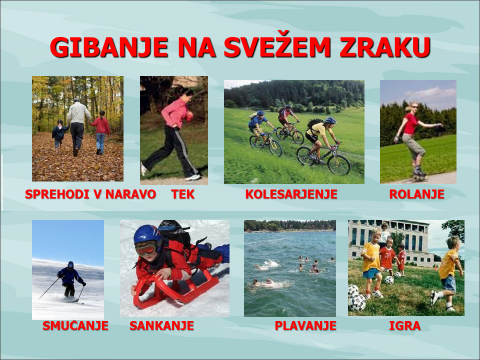 GIBANJE NA SVEŽEM ZRAKU
SPREHODI V NARAVO TEK KOLESARJENJE ROLANJE
SMUČANJE SANKANJE PLAVANJE IGRA